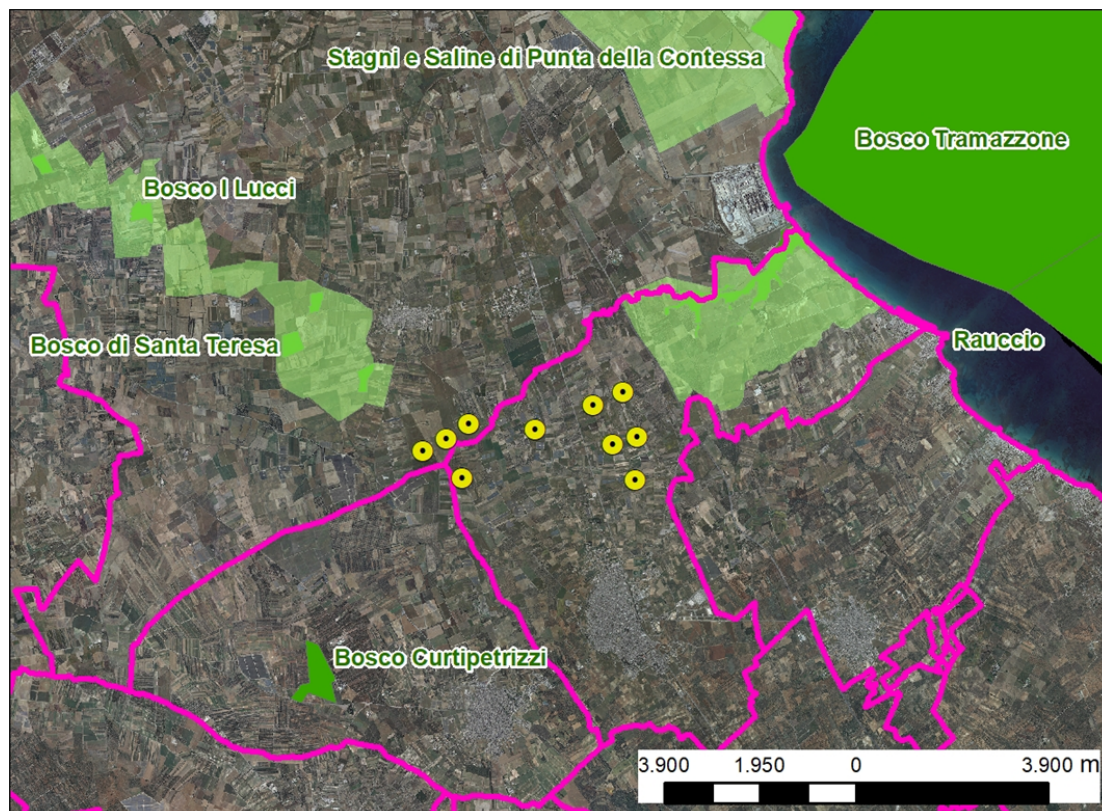 Stagni e Saline di Punta della Contessa
Bosco Tramazzone
Bosco I Lucci
Bosco di Santa Teresa
Rauccio
Bosco Curtipetrizzi
3.900 1.950 0 3.900 m